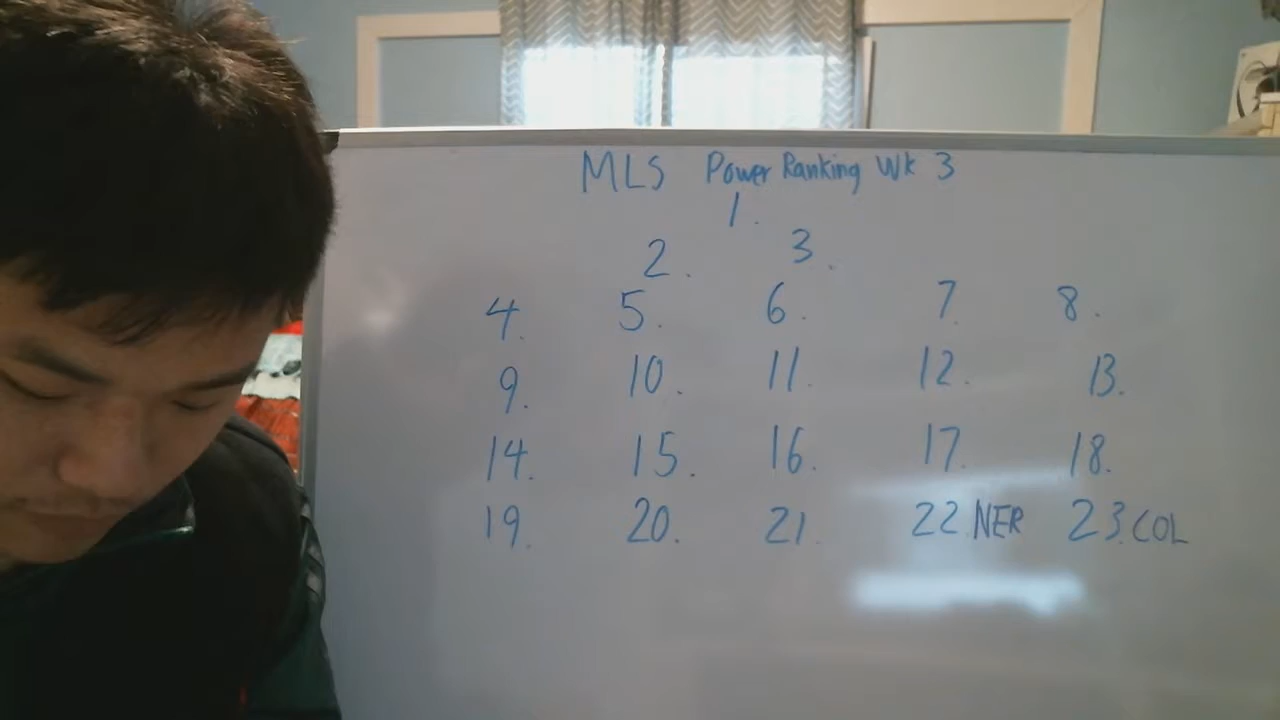 MLS Power Ranking Wk 3
1.
2. 3.
4. 5. 6. 7. 8.
9. 10. 11. 12. 13.
14. 15. 16. 17. 18.
19. 20. 21. 22 NER 23. COL